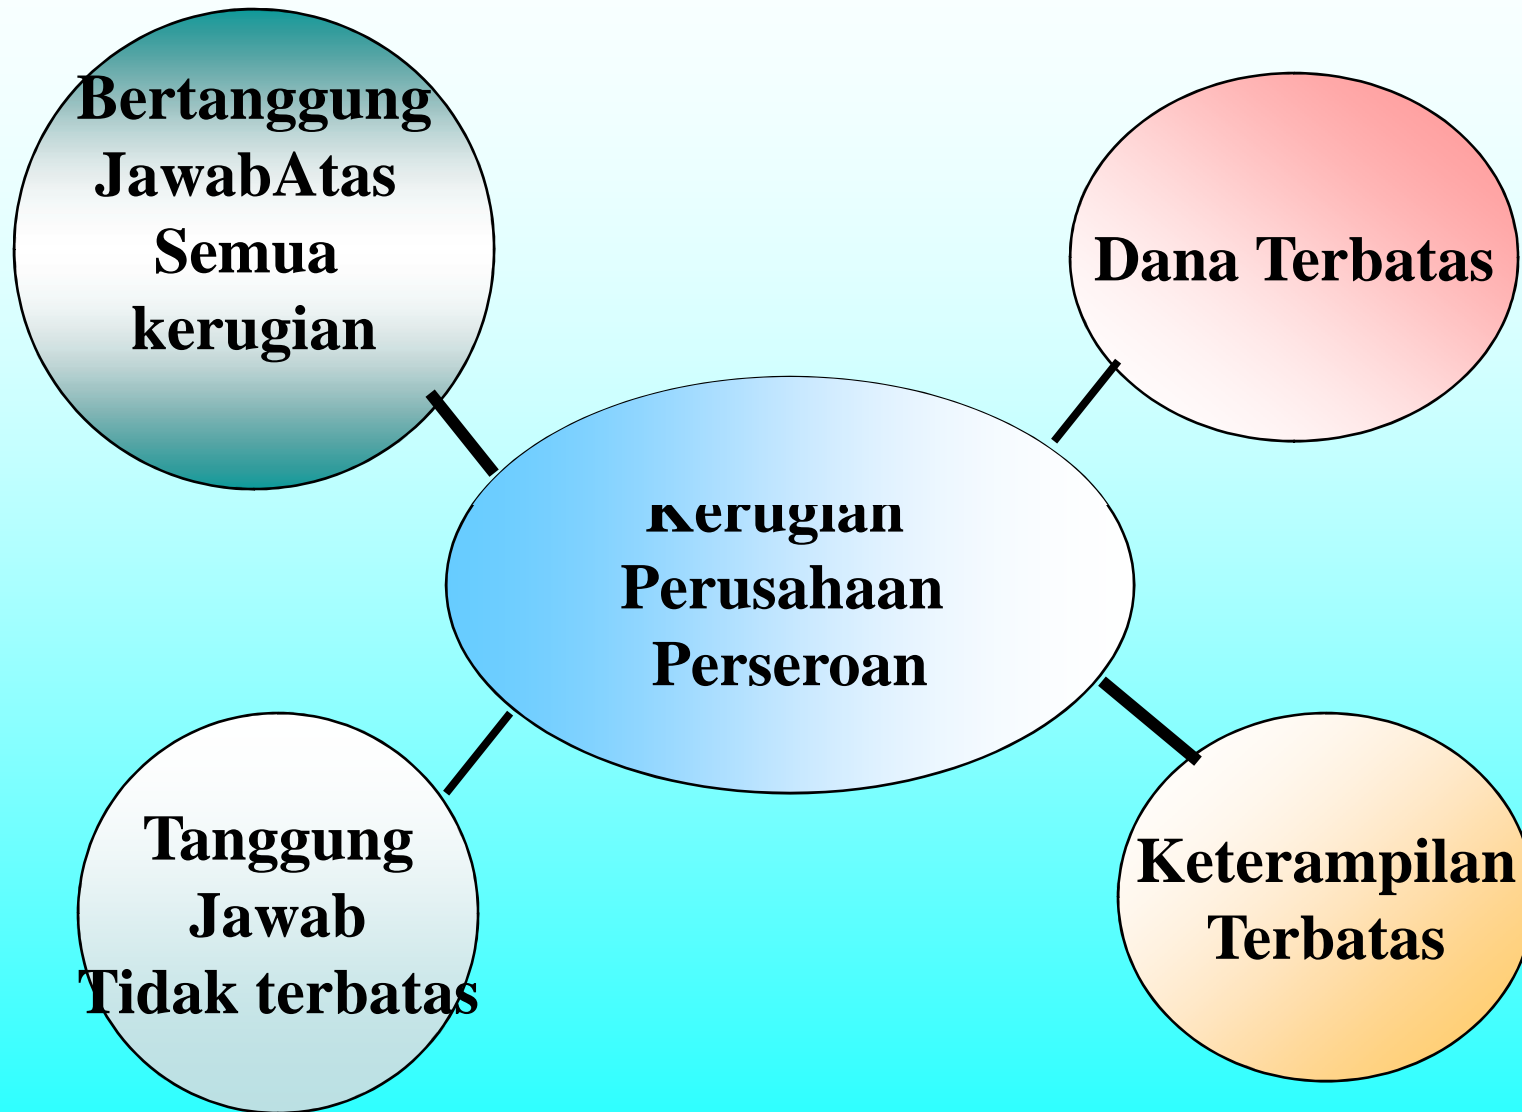 Bertanggung
JawabAtas
Semua
kerugian
Dana Terbatas
Kerugian
Perusahaan
Perseroan
Tanggung
Jawab
Tidak terbatas
Keterampilan
Terbatas